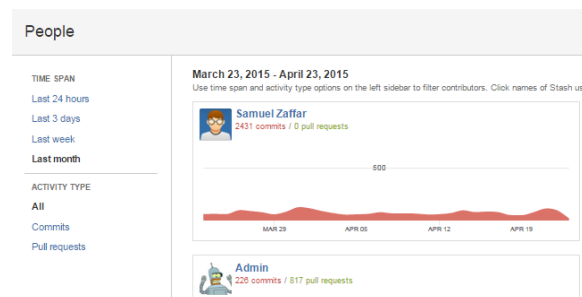 People
TIME SPAN
Last 24 hours
Last 3 days
Last week
Last month
ACTIVITY TYPE
All
Commits
Pull requests
March 23, 2015 - April 23, 2015
Use time span and activity type options on the left sidebar to filter contributors. Click names of Stash us
Samuel Zaffar
2431 commits / 0 pull requests
600
MAR 29 APR 05 APR 12 APR 19
Admin
226 commits / 817 pull requests